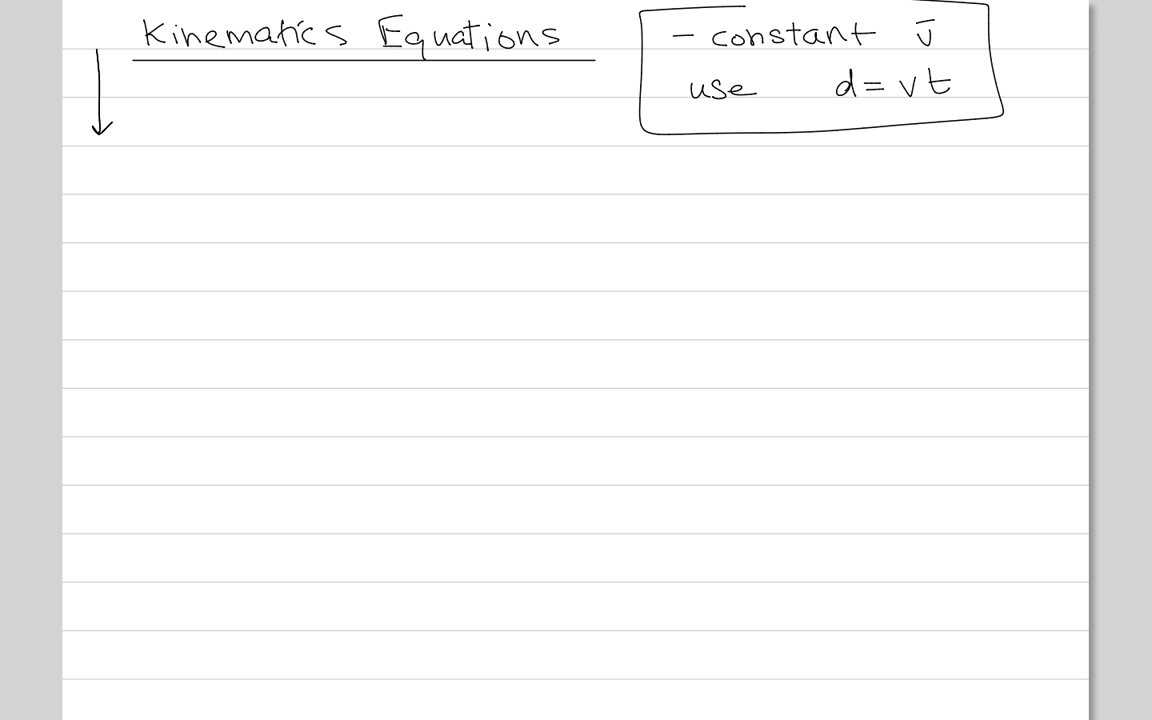 Kinematics Equations
- constant v̄
use d = vt